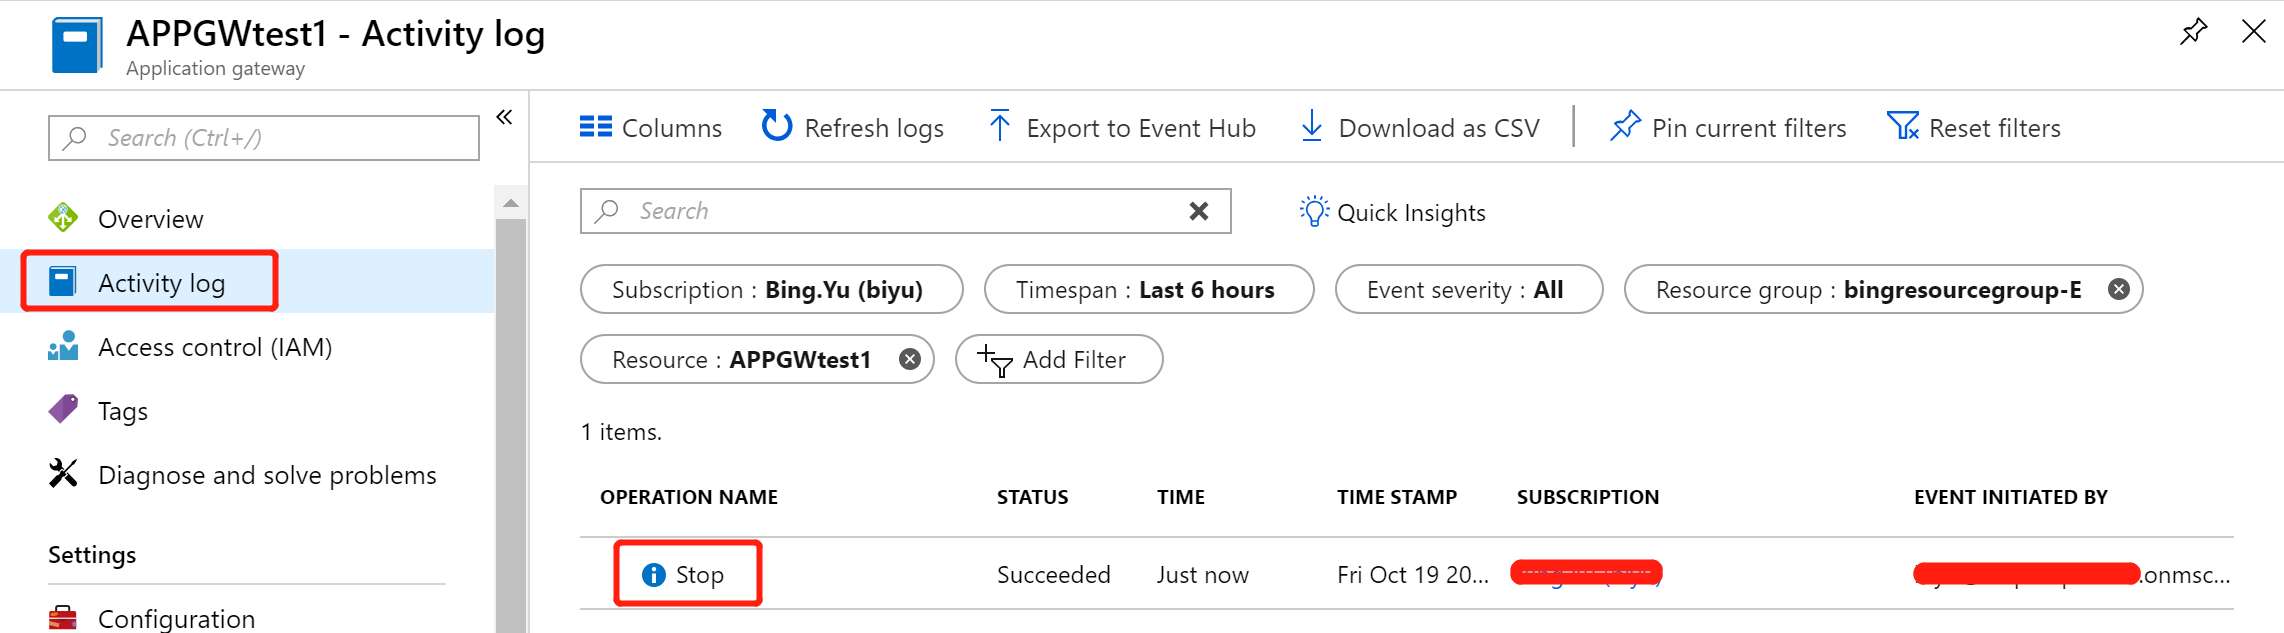 APPGWtest1 - Activity log
Application gateway
Search (Ctrl+/)
«
Overview
Activity log
Access control (IAM)
Tags
Diagnose and solve problems
Settings
Configuration
Columns
Refresh logs
Export to Event Hub
Download as CSV
Pin current filters
Reset filters
Search
Quick Insights
Subscription : Bing.Yu (biyu)
Timespan : Last 6 hours
Event severity : All
Resource group : bingresourcegroup-E
Resource : APPGWtest1
Add Filter
1 items.
OPERATION NAME STATUS TIME TIME STAMP SUBSCRIPTION EVENT INITIATED BY
Stop Succeeded Just now Fri Oct 19 20... .onmsc...